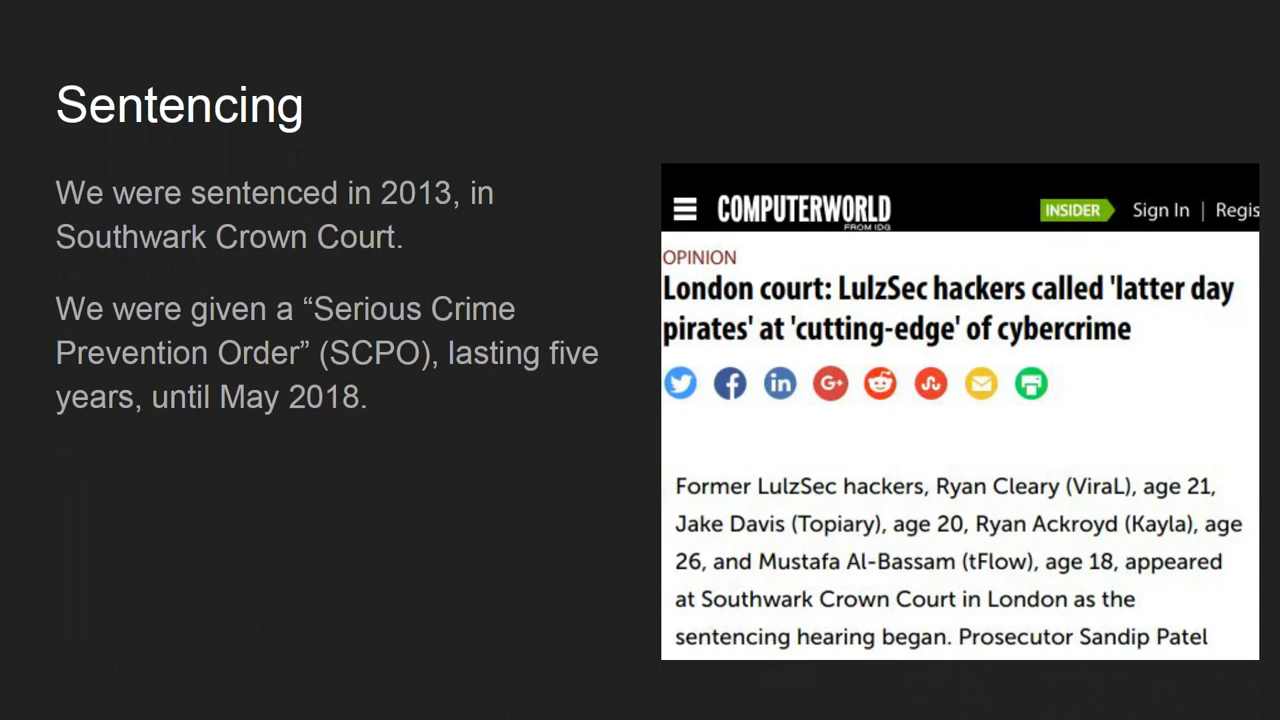 Sentencing
We were sentenced in 2013, in
Southwark Crown Court.
We were given a “Serious Crime
Prevention Order” (SCPO), lasting five
years, until May 2018.
COMPUTERWORLD
FROM IDG
INSIDER
Sign In | Regis
OPINION
London court: LulzSec hackers called 'latter day
pirates' at 'cutting-edge' of cybercrime
Former LulzSec hackers, Ryan Cleary (ViraL), age 21,
Jake Davis (Topiary), age 20, Ryan Ackroyd (Kayla), age
26, and Mustafa Al-Bassam (tFlow), age 18, appeared
at Southwark Crown Court in London as the
sentencing hearing began. Prosecutor Sandip Patel